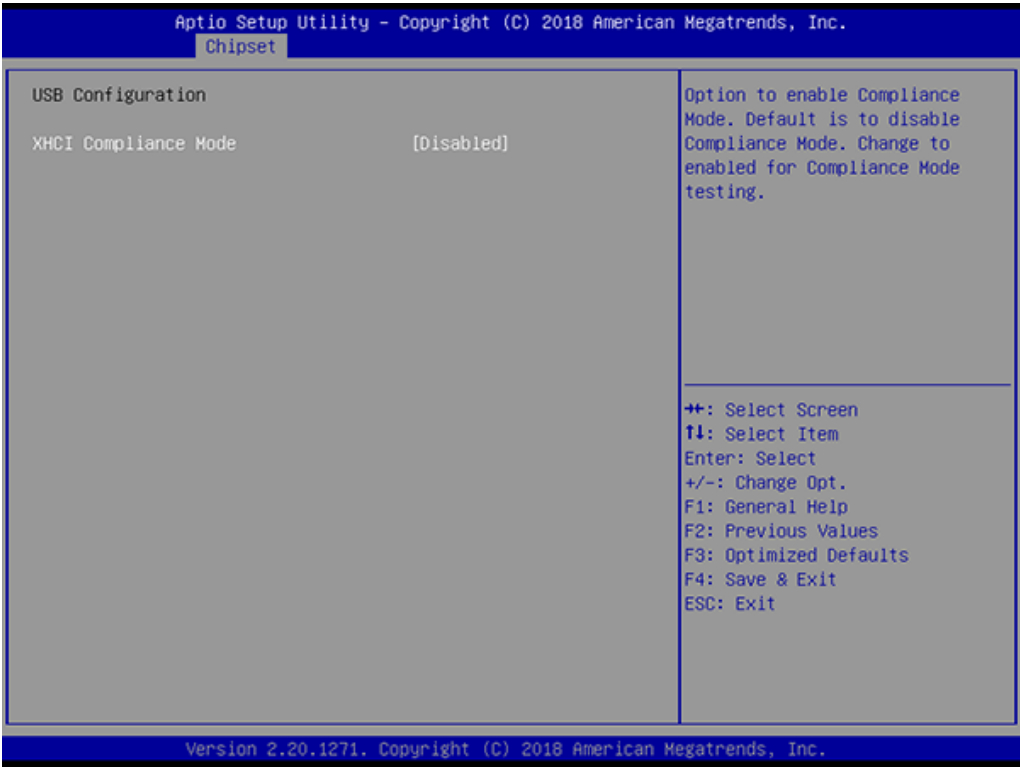 Aptio Setup Utility – Copyright (C) 2018 American Megatrends, Inc.
Chipset
USB Configuration
XHCI Compliance Mode [Disabled]
Option to enable Compliance
Mode. Default is to disable
Compliance Mode. Change to
enabled for Compliance Mode
testing.
→←: Select Screen
↑↓: Select Item
Enter: Select
+/-: Change Opt.
F1: General Help
F2: Previous Values
F3: Optimized Defaults
F4: Save & Exit
ESC: Exit
Version 2.20.1271. Copyright (C) 2018 American Megatrends, Inc.